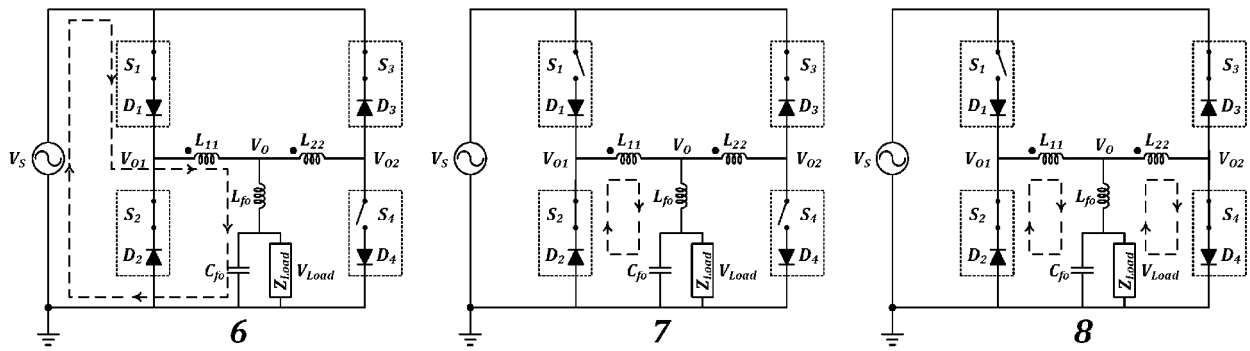 S1
S3
D1
D3
L11
VO
L22
VS
VO1
VO2
Lfo
S2
S4
D2
Cfo
ZLoad
VLoad
D4
6
S1
S3
D1
D3
L11
VO
L22
VS
VO1
VO2
Lfo
S2
S4
D2
Cfo
ZLoad
VLoad
D4
7
S1
S3
D1
D3
L11
VO
L22
VS
VO1
VO2
Lfo
S2
S4
D2
Cfo
ZLoad
VLoad
D4
8